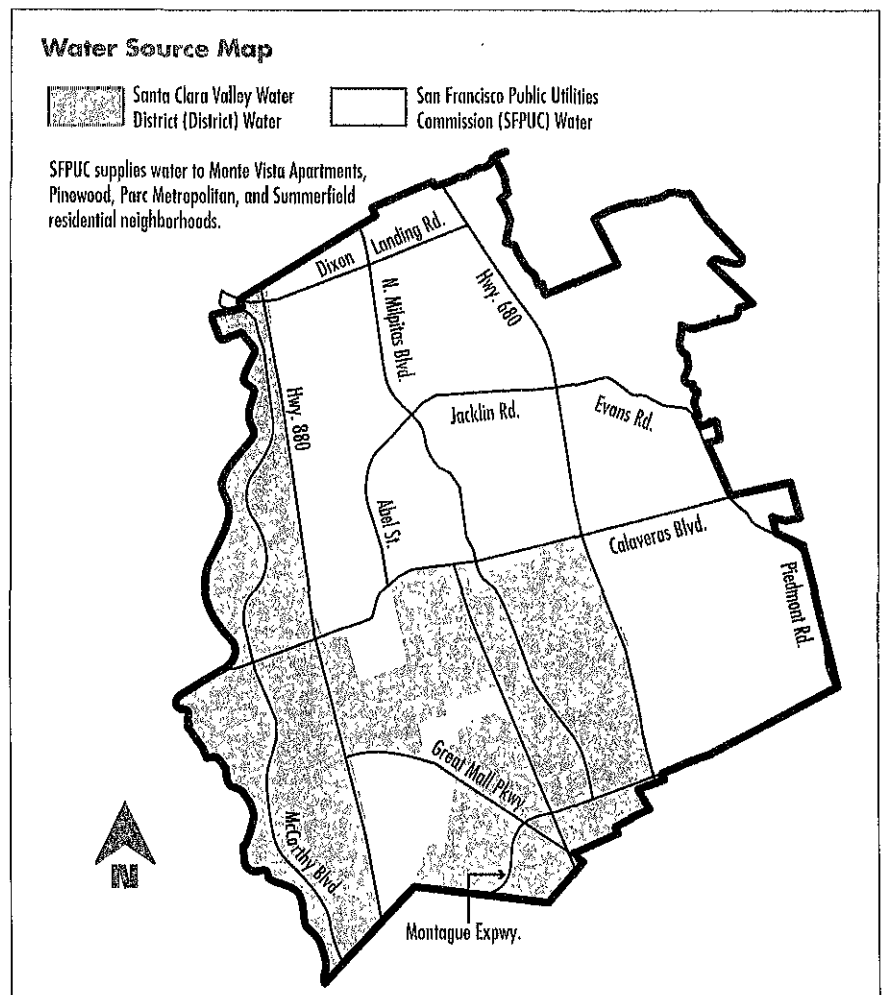 Water Source Map
Santa Clara Valley Water
District (District) Water
San Francisco Public Utilities
Commission (SFPUC) Water
SFPUC supplies water to Monte Vista Apartments,
Pinewood, Parc Metropolitan, and Summerfield
residential neighborhoods.
Dixon Landing Rd.
N. Milpitas Blvd.
Hwy. 680
Hwy. 880
Jacklin Rd.
Evans Rd.
Abel St.
Calaveras Blvd.
Piedmont Rd.
Great Mall Pkwy.
McCarthy Blvd.
N
Montague Expwy.